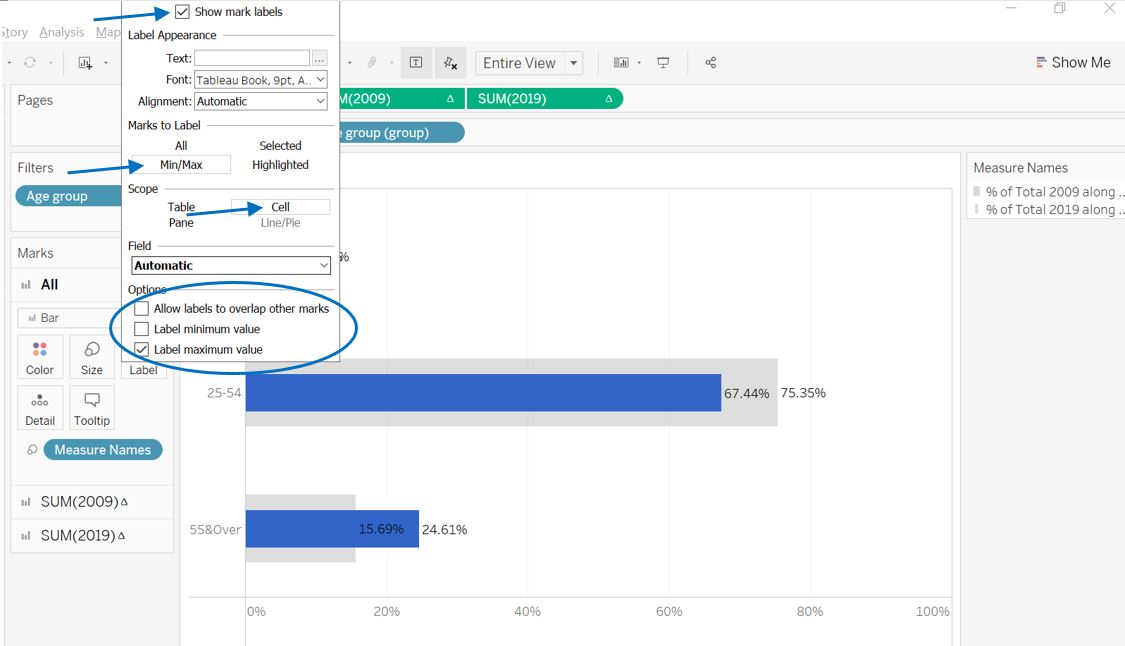 Show mark labels
Story Analysis Map
Label Appearance
Text:
Font: Tableau Book, 9pt, A..
Alignment: Automatic
Marks to Label
All Selected
Min/Max Highlighted
Scope
Table Cell
Pane Line/Pie
Field
Automatic
Options
Allow labels to overlap other marks
Label minimum value
Label maximum value
Entire View
Show Me
Pages
M(2009) Δ
SUM(2019) Δ
e group (group)
Filters
Age group
Marks
All
Bar
Color Size Label
Detail Tooltip
Measure Names
SUM(2009) Δ
SUM(2019) Δ
%
25-54 67.44% 75.35%
55&Over 15.69% 24.61%
0% 20% 40% 60% 80% 100%
Measure Names
% of Total 2009 along ..
% of Total 2019 along ..